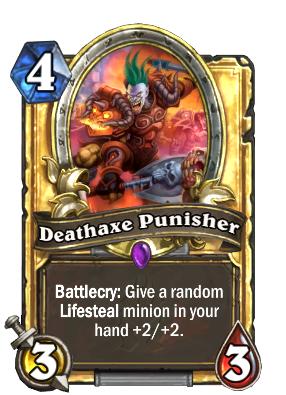 4
Deathaxe Punisher
Battlecry: Give a random
Lifesteal minion in your
hand +2/+2.
3 3